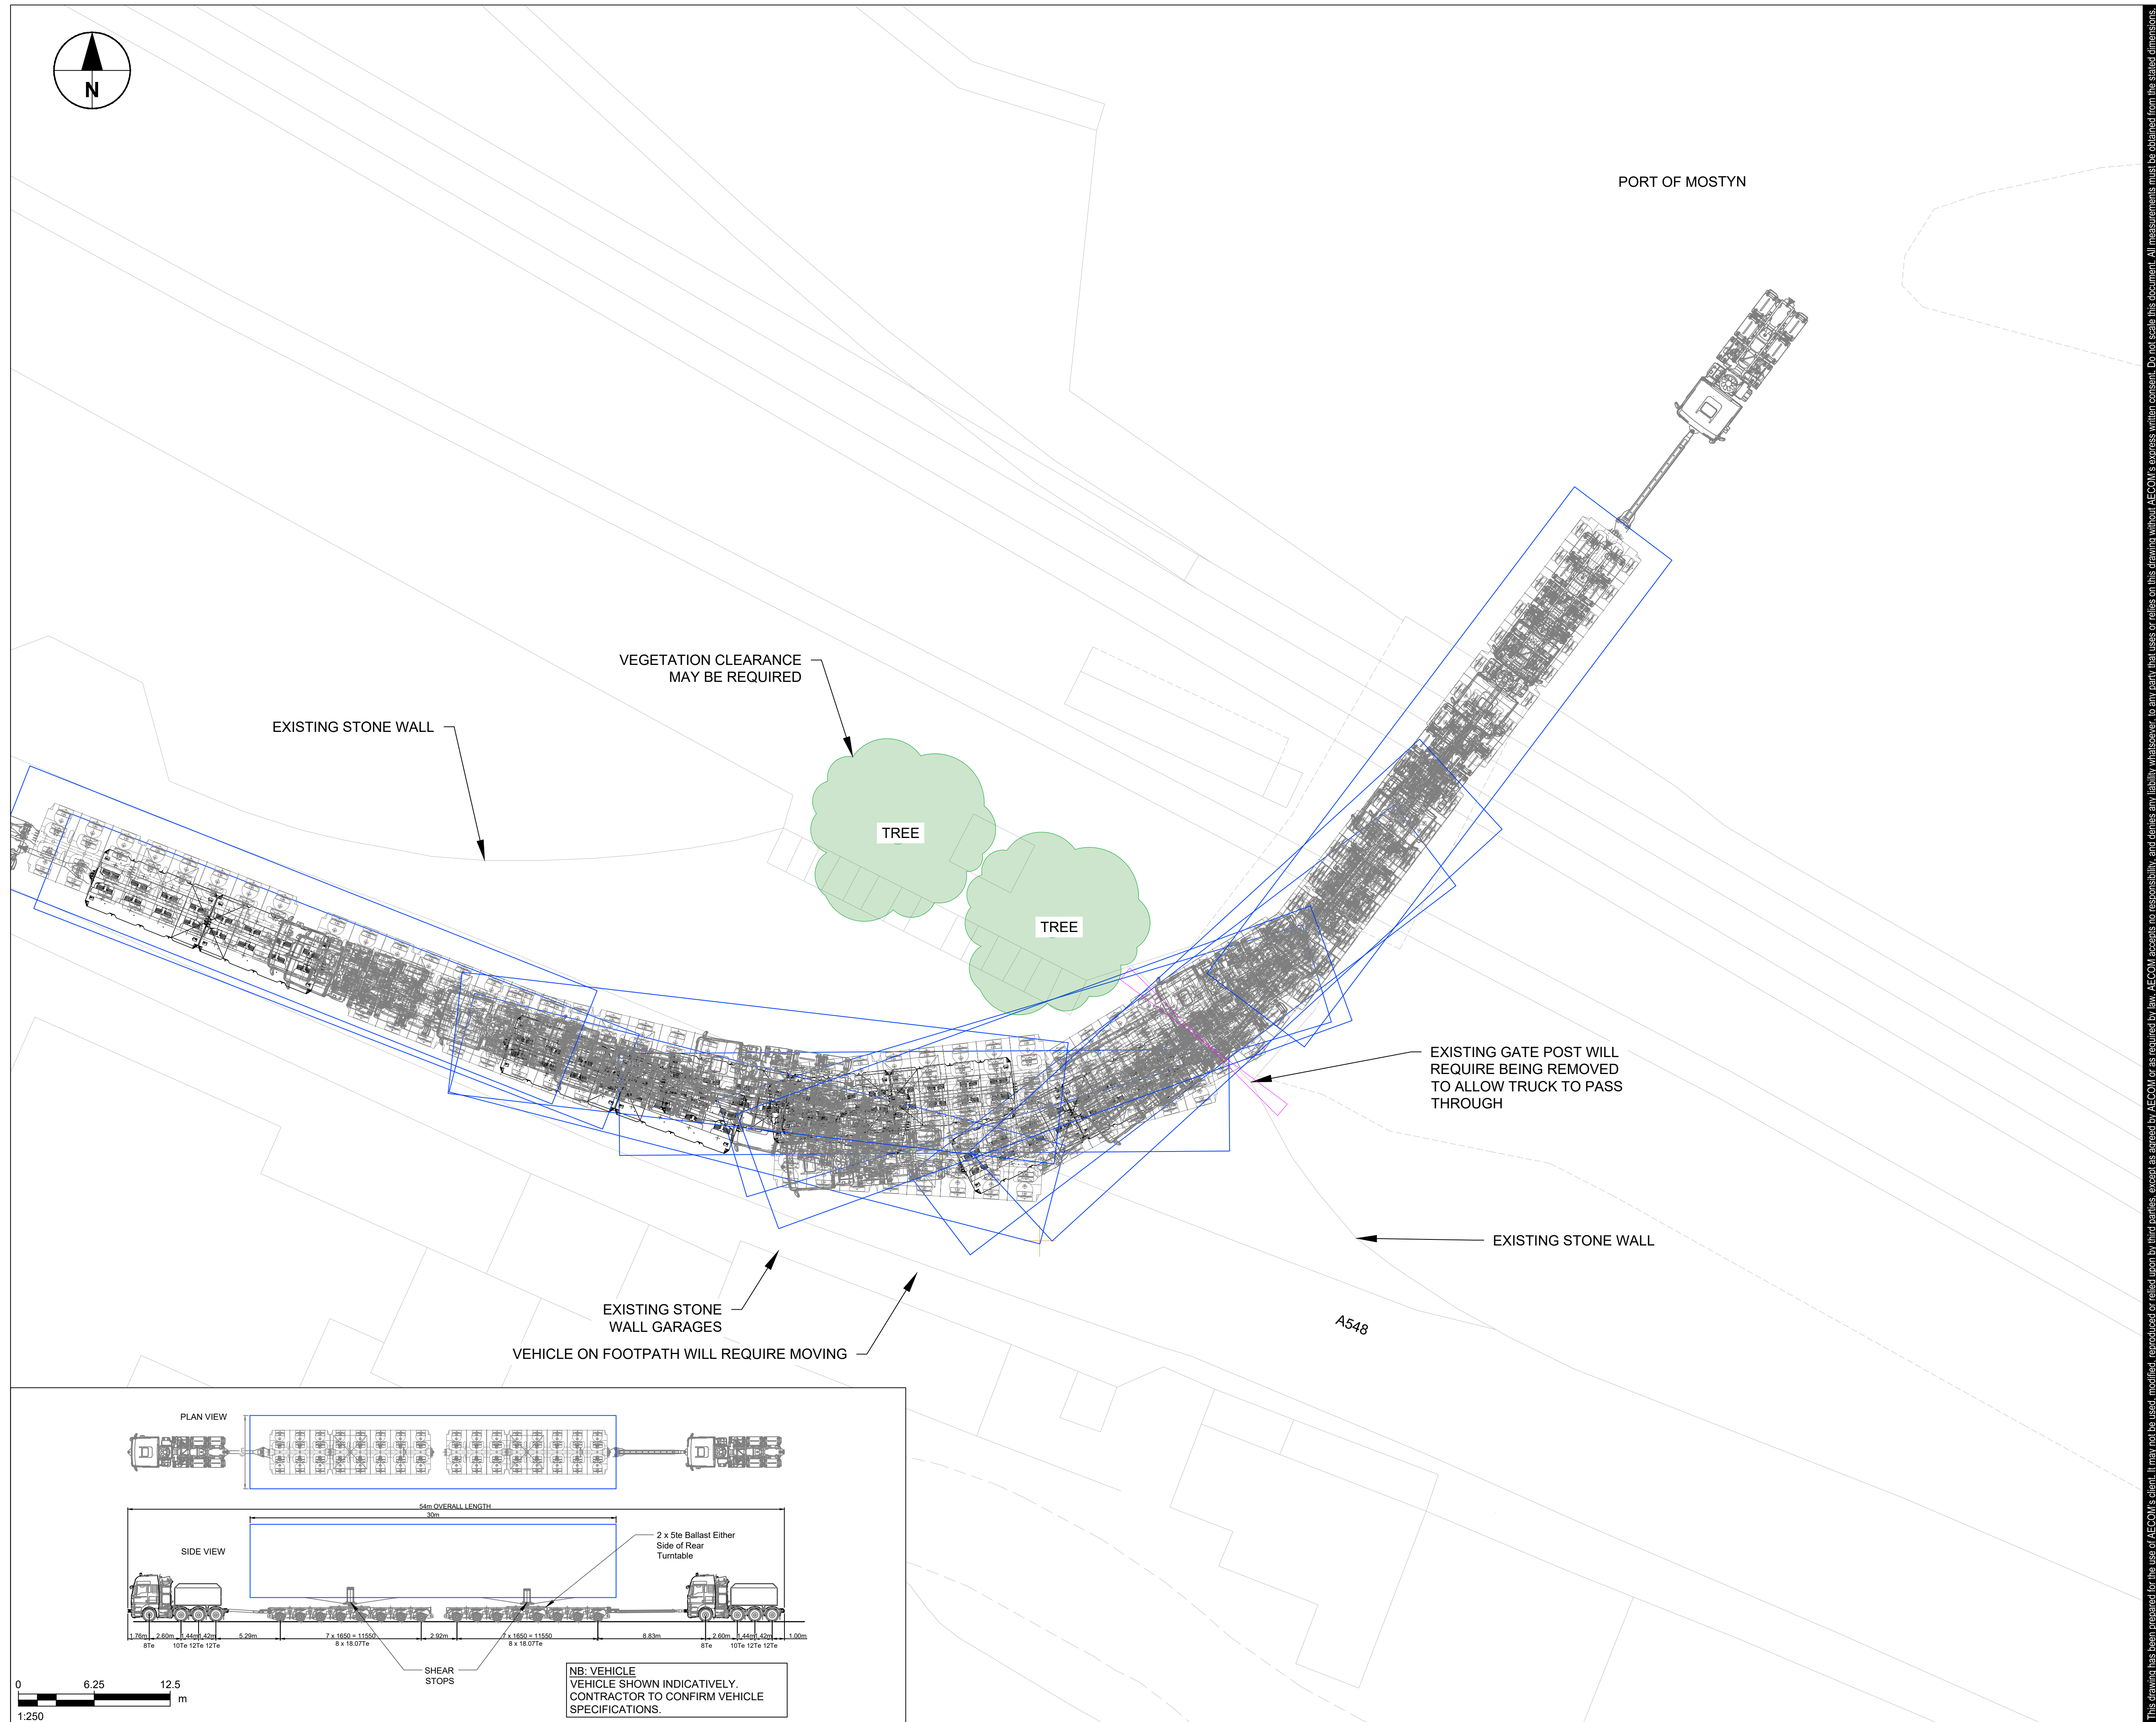 N
PORT OF MOSTYN
VEGETATION CLEARANCE
MAY BE REQUIRED
EXISTING STONE WALL
TREE
TREE
EXISTING GATE POST WILL
REQUIRE BEING REMOVED
TO ALLOW TRUCK TO PASS
THROUGH
EXISTING STONE WALL
A548
EXISTING STONE
WALL GARAGES
VEHICLE ON FOOTPATH WILL REQUIRE MOVING
PLAN VIEW
54m OVERALL LENGTH
30m
SIDE VIEW
2 x 5te Ballast Either
Side of Rear
Turntable
1.76m 2.60m 1.44m 1.42m 5.29m 7 x 1650 = 11550 2.92m 7 x 1650 = 11550 8.83m 2.60m 1.44m 1.42m 1.00m
8Te 10Te 12Te 12Te 8 x 18.07Te 8 x 18.07Te 8Te 10Te 12Te 12Te
SHEAR
STOPS
NB: VEHICLE
VEHICLE SHOWN INDICATIVELY.
CONTRACTOR TO CONFIRM VEHICLE
SPECIFICATIONS.
0 6.25 12.5
m
1:250
This drawing has been prepared for the use of AECOM's client. It may not be used, modified, reproduced or relied upon by third parties, except as agreed by AECOM or as required by law. AECOM accepts no responsibility, and denies any liability whatsoever, to any party that uses or relies on this drawing without AECOM's express written consent. Do not scale this document. All measurements must be obtained from the stated dimensions.